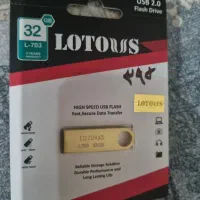 USB 2.0
Flash Drive
32 GB
L-703
LOTOUS
HIGH SPEED USB FLASH
Fast,Secure Data Transfer
LOTOUS
Reliable Storage Solution
Durable Performance and
Long Lasting Life